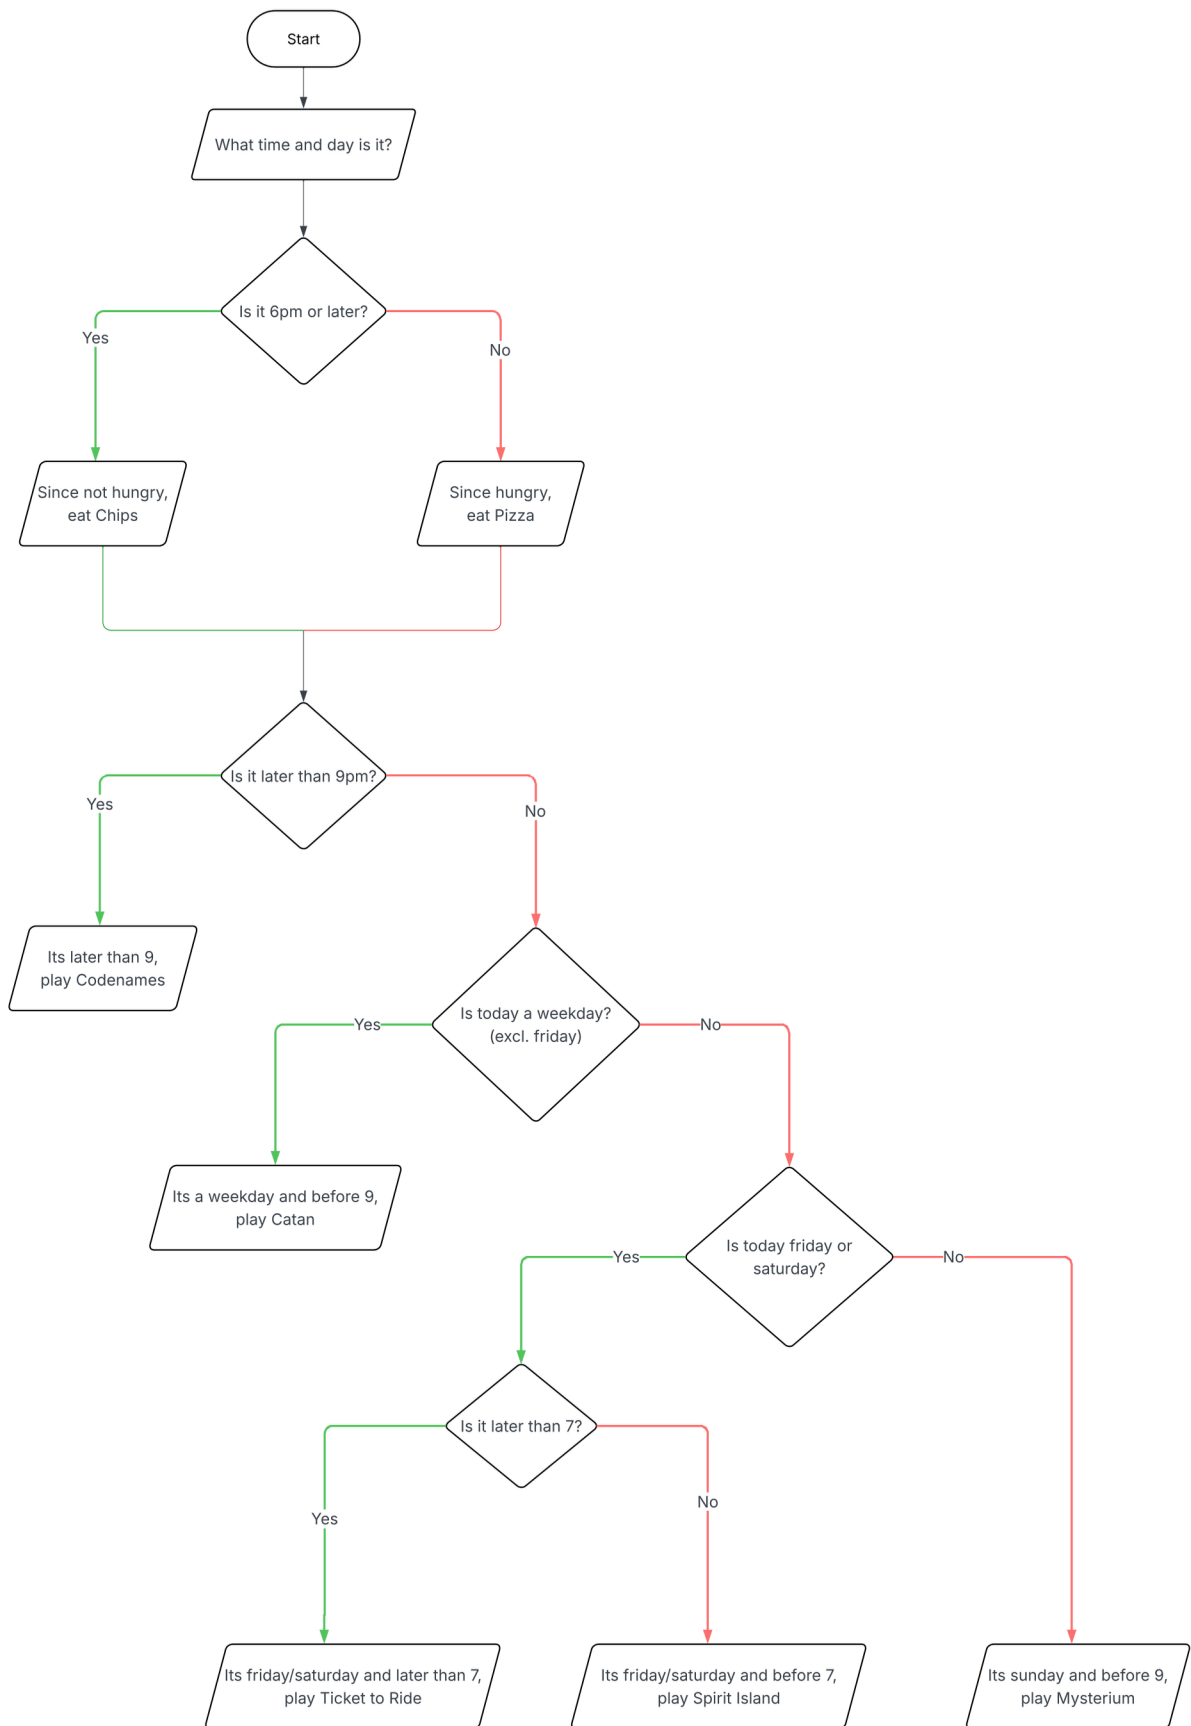 Start
What time and day is it?
Is it 6pm or later?
Yes
No
Since not hungry,
eat Chips
Since hungry,
eat Pizza
Is it later than 9pm?
Yes
No
Its later than 9,
play Codenames
Is today a weekday?
(excl. friday)
Yes
No
Its a weekday and before 9,
play Catan
Is today friday or
saturday?
Yes
No
Is it later than 7?
Yes
No
Its friday/saturday and later than 7,
play Ticket to Ride
Its friday/saturday and before 7,
play Spirit Island
Its sunday and before 9,
play Mysterium